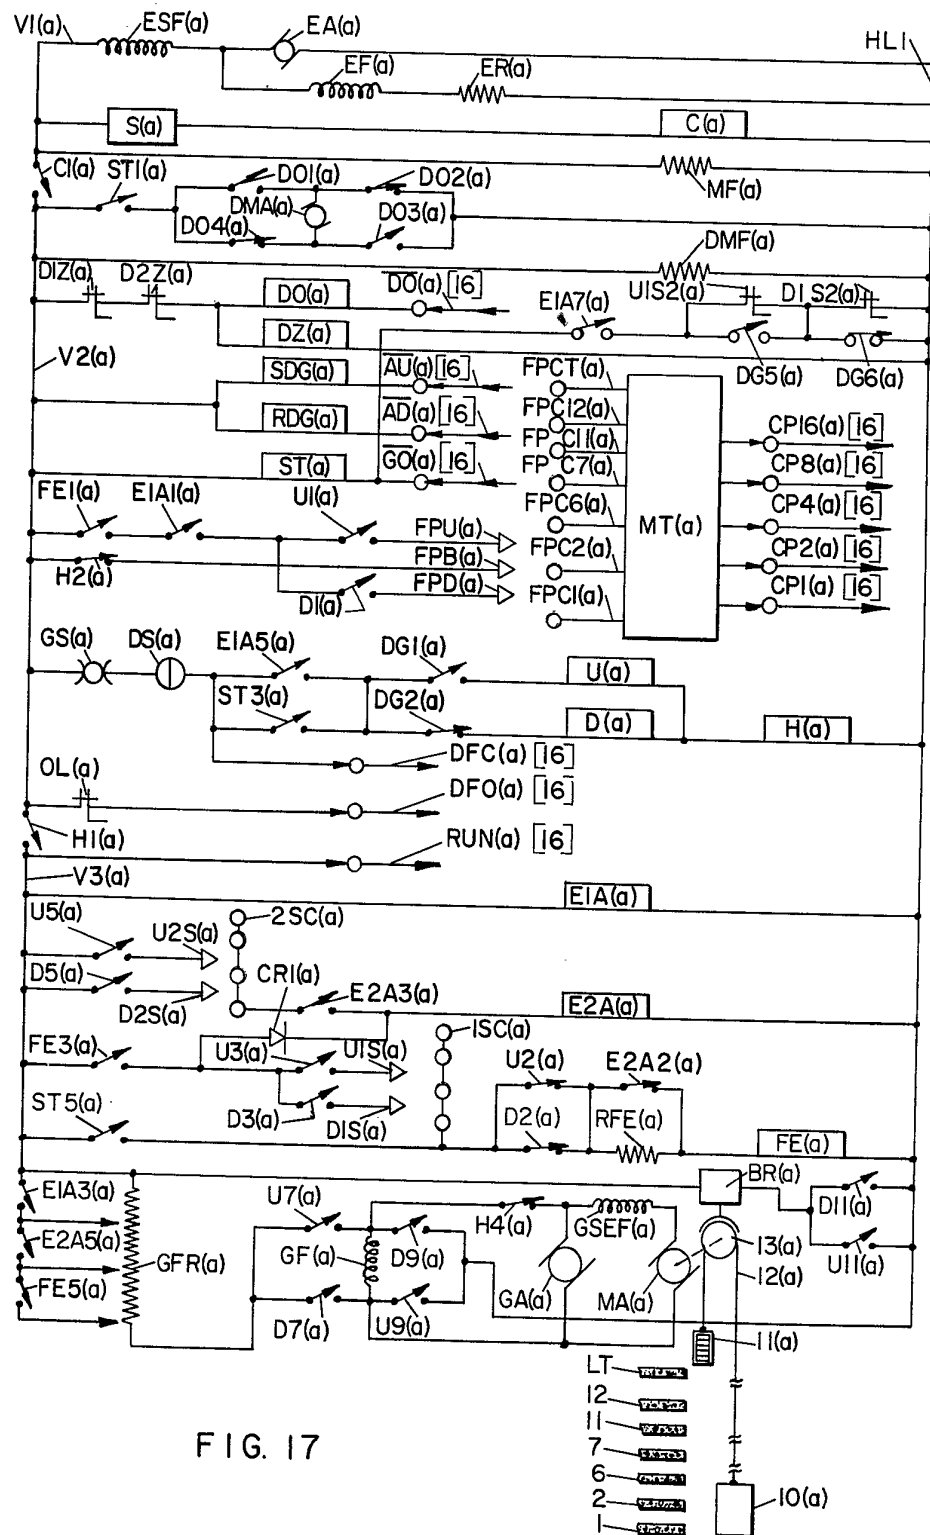 V1(a) ESF(a) EA(a) HL1
EF(a) ER(a)
S(a) C(a)
C1(a) ST1(a) DO1(a) DO2(a) MF(a)
DMA(a) DO3(a)
DO4(a) DMF(a)
D1Z(a) D2Z(a) DO(a) DO(a) [16] U1S2(a) D1S2(a)
E1A7(a)
DZ(a)
V2(a) SDG(a) AU(a) [16] FPCT(a) DG5(a) DG6(a)
RDG(a) AD(a) [16] FPC12(a) CP16(a) [16]
FPC11(a)
ST(a) GO(a) [16] FPC7(a) CP8(a) [16]
FE1(a) E1A1(a) U1(a) FPC6(a) MT(a) CP4(a) [16]
FPU(a)
FPB(a) FPC2(a) CP2(a) [16]
H2(a) D1(a) FPD(a) FPC1(a) CP1(a) [16]
GS(a) DS(a) E1A5(a) DG1(a) U(a)
ST3(a) DG2(a) D(a) H(a)
DFC(a) [16]
OL(a) DFO(a) [16]
H1(a) RUN(a) [16]
V3(a) E1A(a)
U5(a) U2S(a) 2SC(a)
D5(a) D2S(a) CR1(a) E2A3(a) E2A(a)
FE3(a) U3(a) U1S(a) 1SC(a) U2(a) E2A2(a)
ST5(a) D3(a) D1S(a) D2(a) RFE(a) FE(a)
BR(a)
E1A3(a) U7(a) H4(a) GSEF(a) D11(a)
E2A5(a) GFR(a) GF(a) D9(a) 13(a) U11(a)
FE5(a) D7(a) U9(a) GA(a) MA(a) 12(a)
11(a)
LT
12
11
7
6
2
1
10(a)
FIG. 17